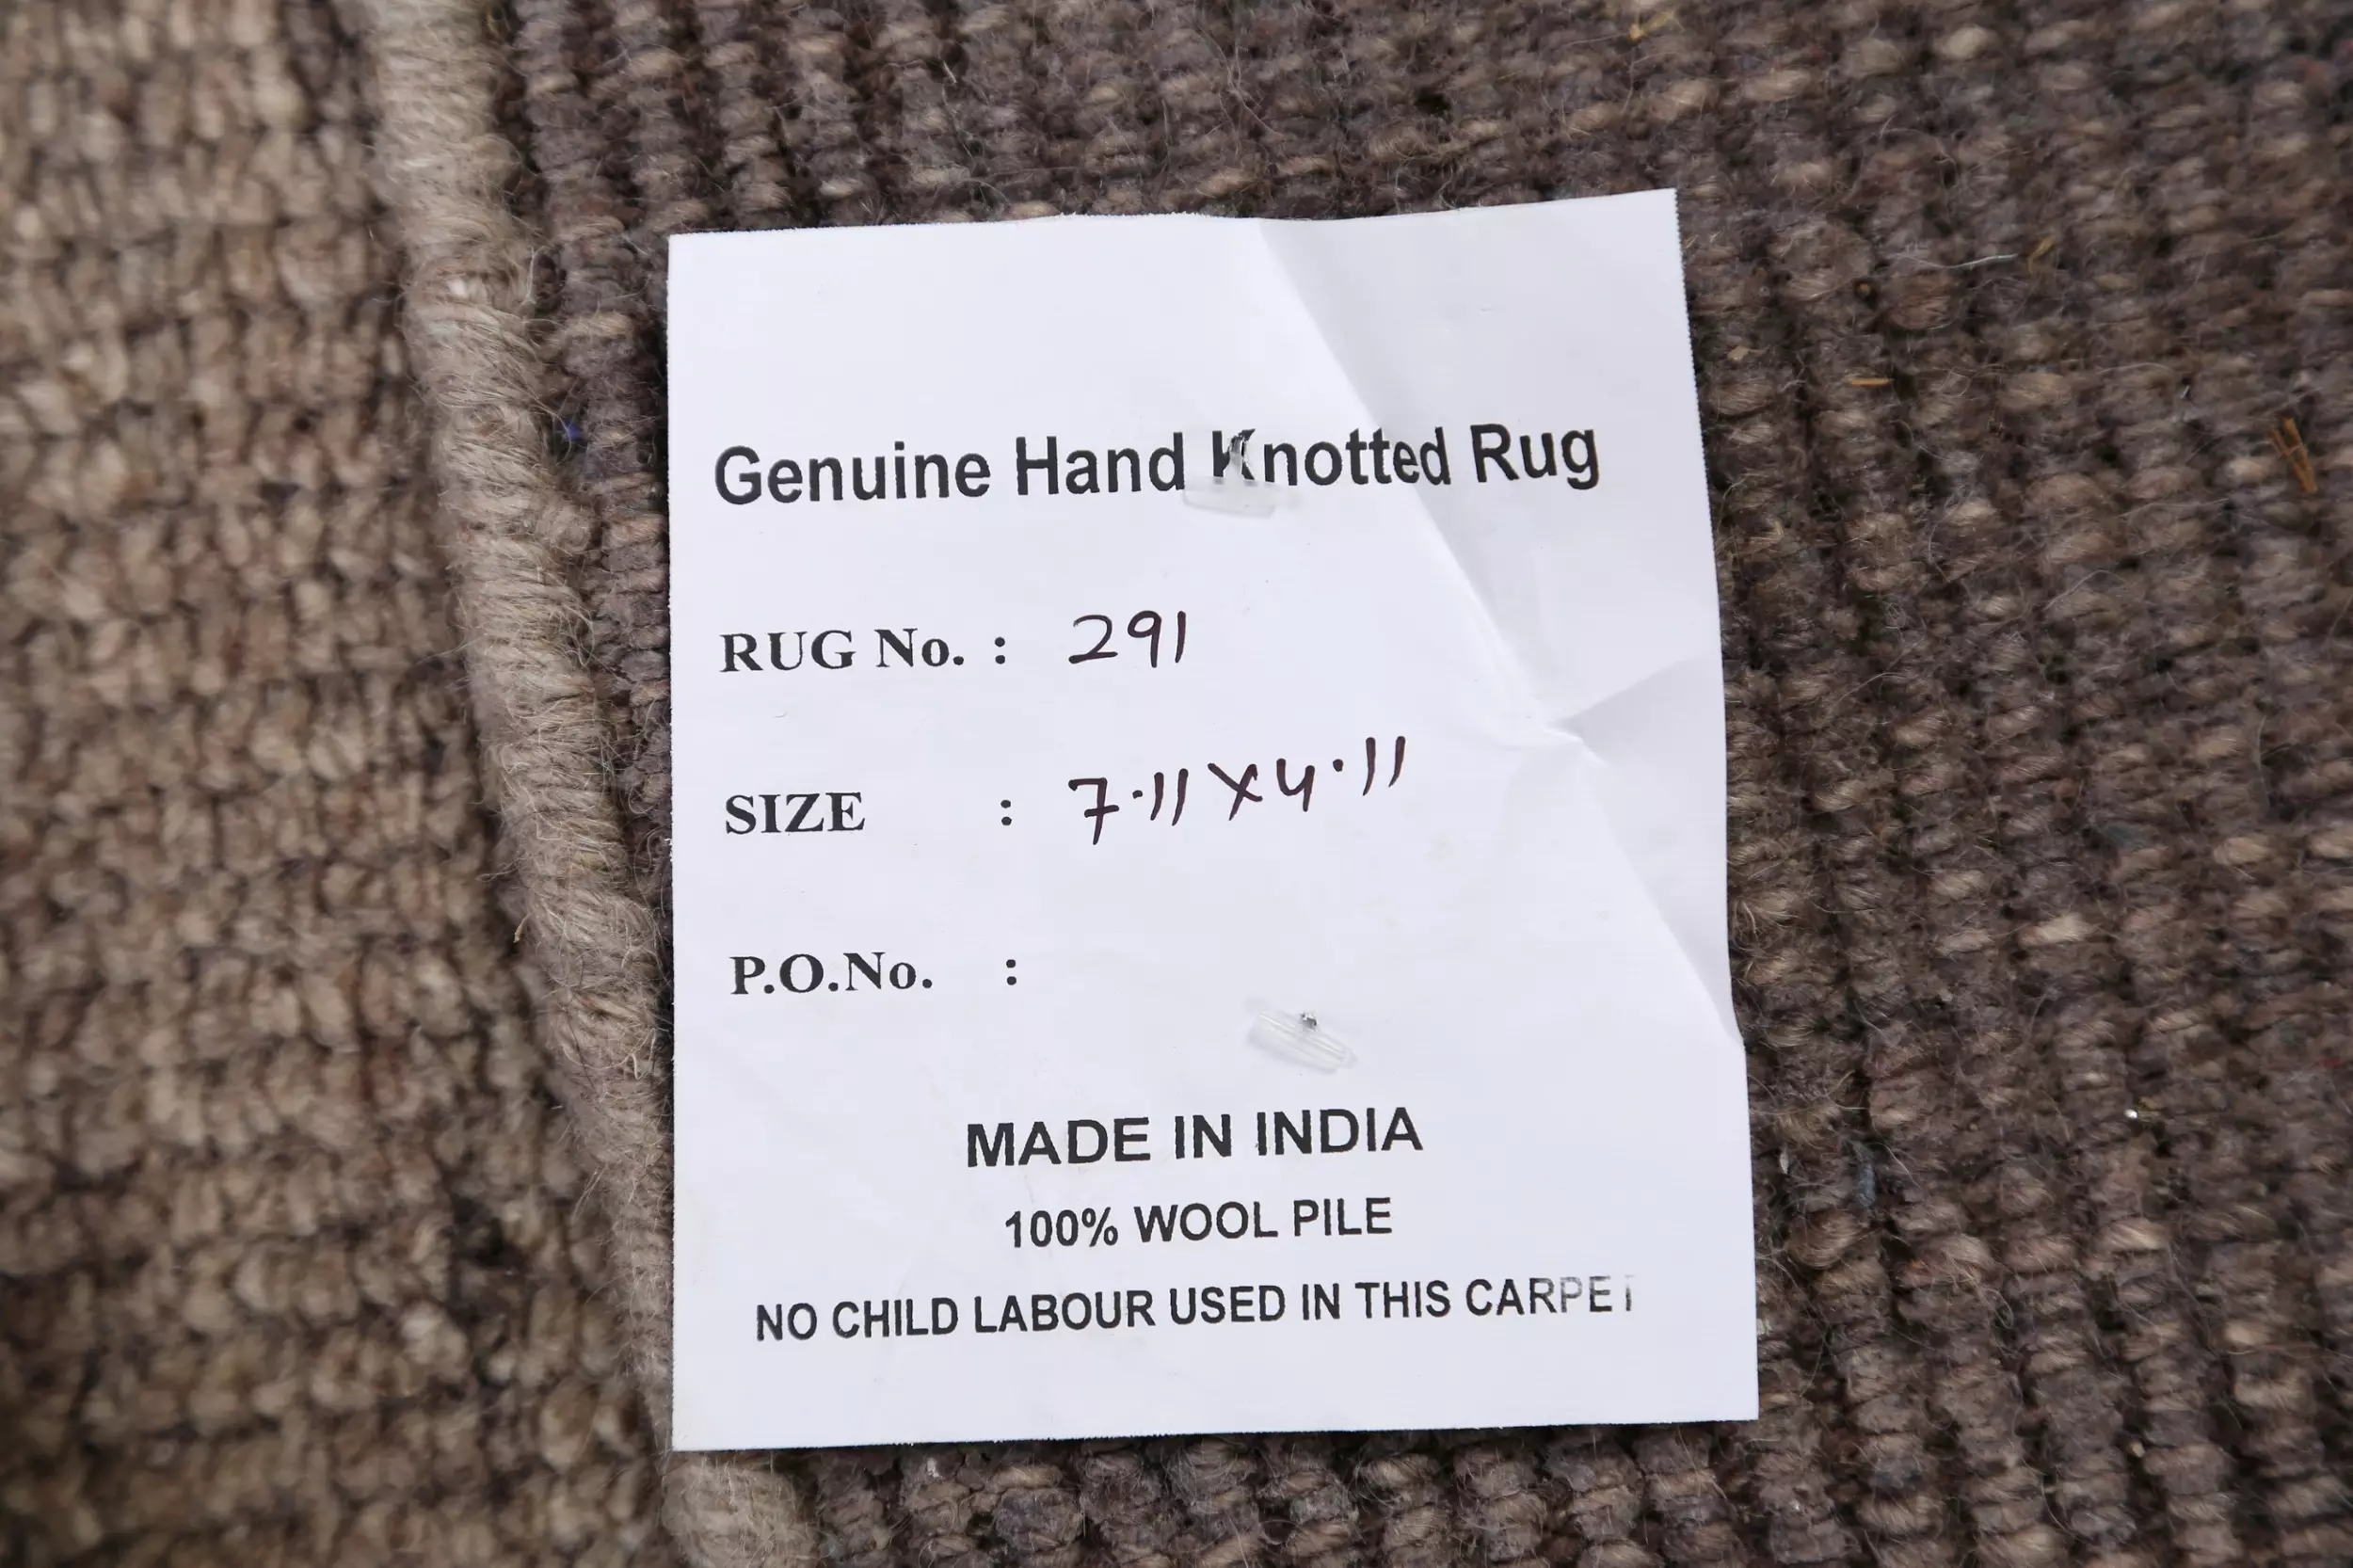 Genuine Hand Knotted Rug
RUG No. : 291
SIZE : 7.11 X 4.11
P.O.No. :
MADE IN INDIA
100% WOOL PILE
NO CHILD LABOUR USED IN THIS CARPET